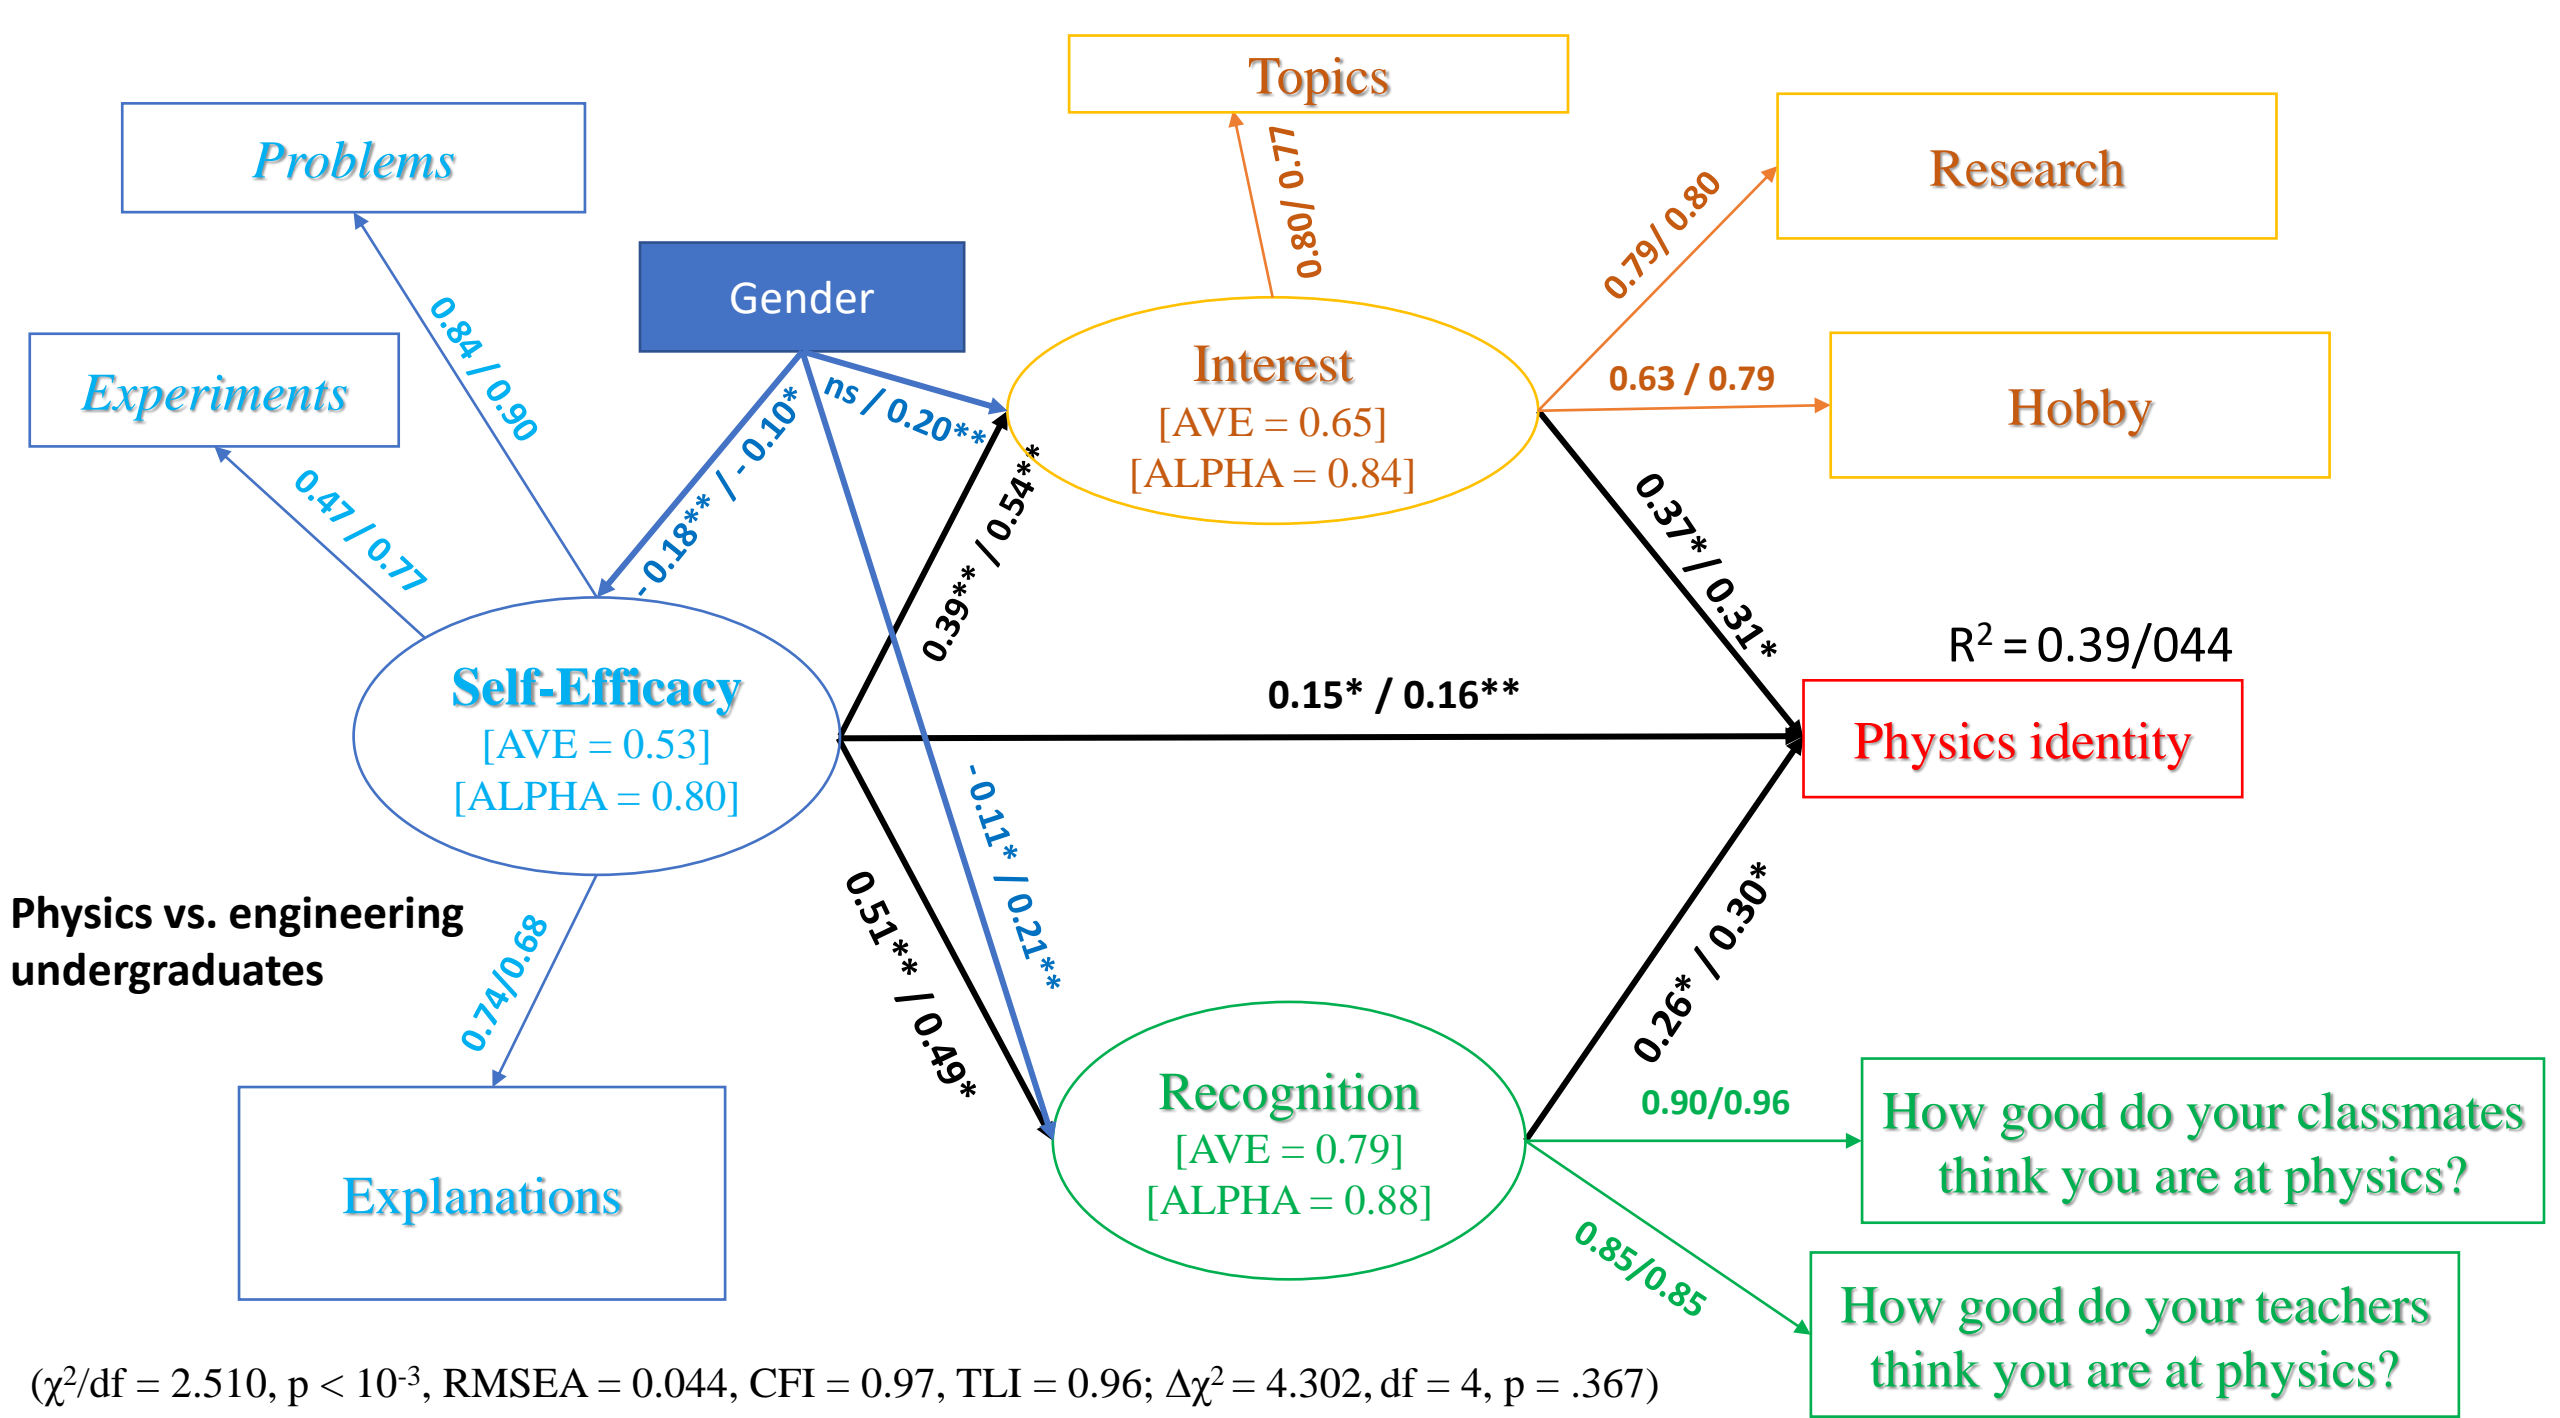 Topics
Problems
Research
0.80/ 0.77
0.79/ 0.80
Gender
0.84 / 0.90
Experiments
Interest
[AVE = 0.65]
[ALPHA = 0.84]
0.63 / 0.79
Hobby
ns / 0.20**
- 0.18** / - 0.10*
0.47 / 0.77
0.39** / 0.54**
0.37*/ 0.31*
R2 = 0.39/044
Self-Efficacy
[AVE = 0.53]
[ALPHA = 0.80]
0.15* / 0.16**
Physics identity
- 0.11* / 0.21**
Physics vs. engineering
undergraduates
0.74/0.68
0.51** / 0.49*
0.26* / 0.30*
Recognition
[AVE = 0.79]
[ALPHA = 0.88]
0.90/0.96
How good do your classmates
think you are at physics?
Explanations
0.85/0.85
How good do your teachers
think you are at physics?
(χ2/df = 2.510, p < 10-3, RMSEA = 0.044, CFI = 0.97, TLI = 0.96; Δχ2 = 4.302, df = 4, p = .367)